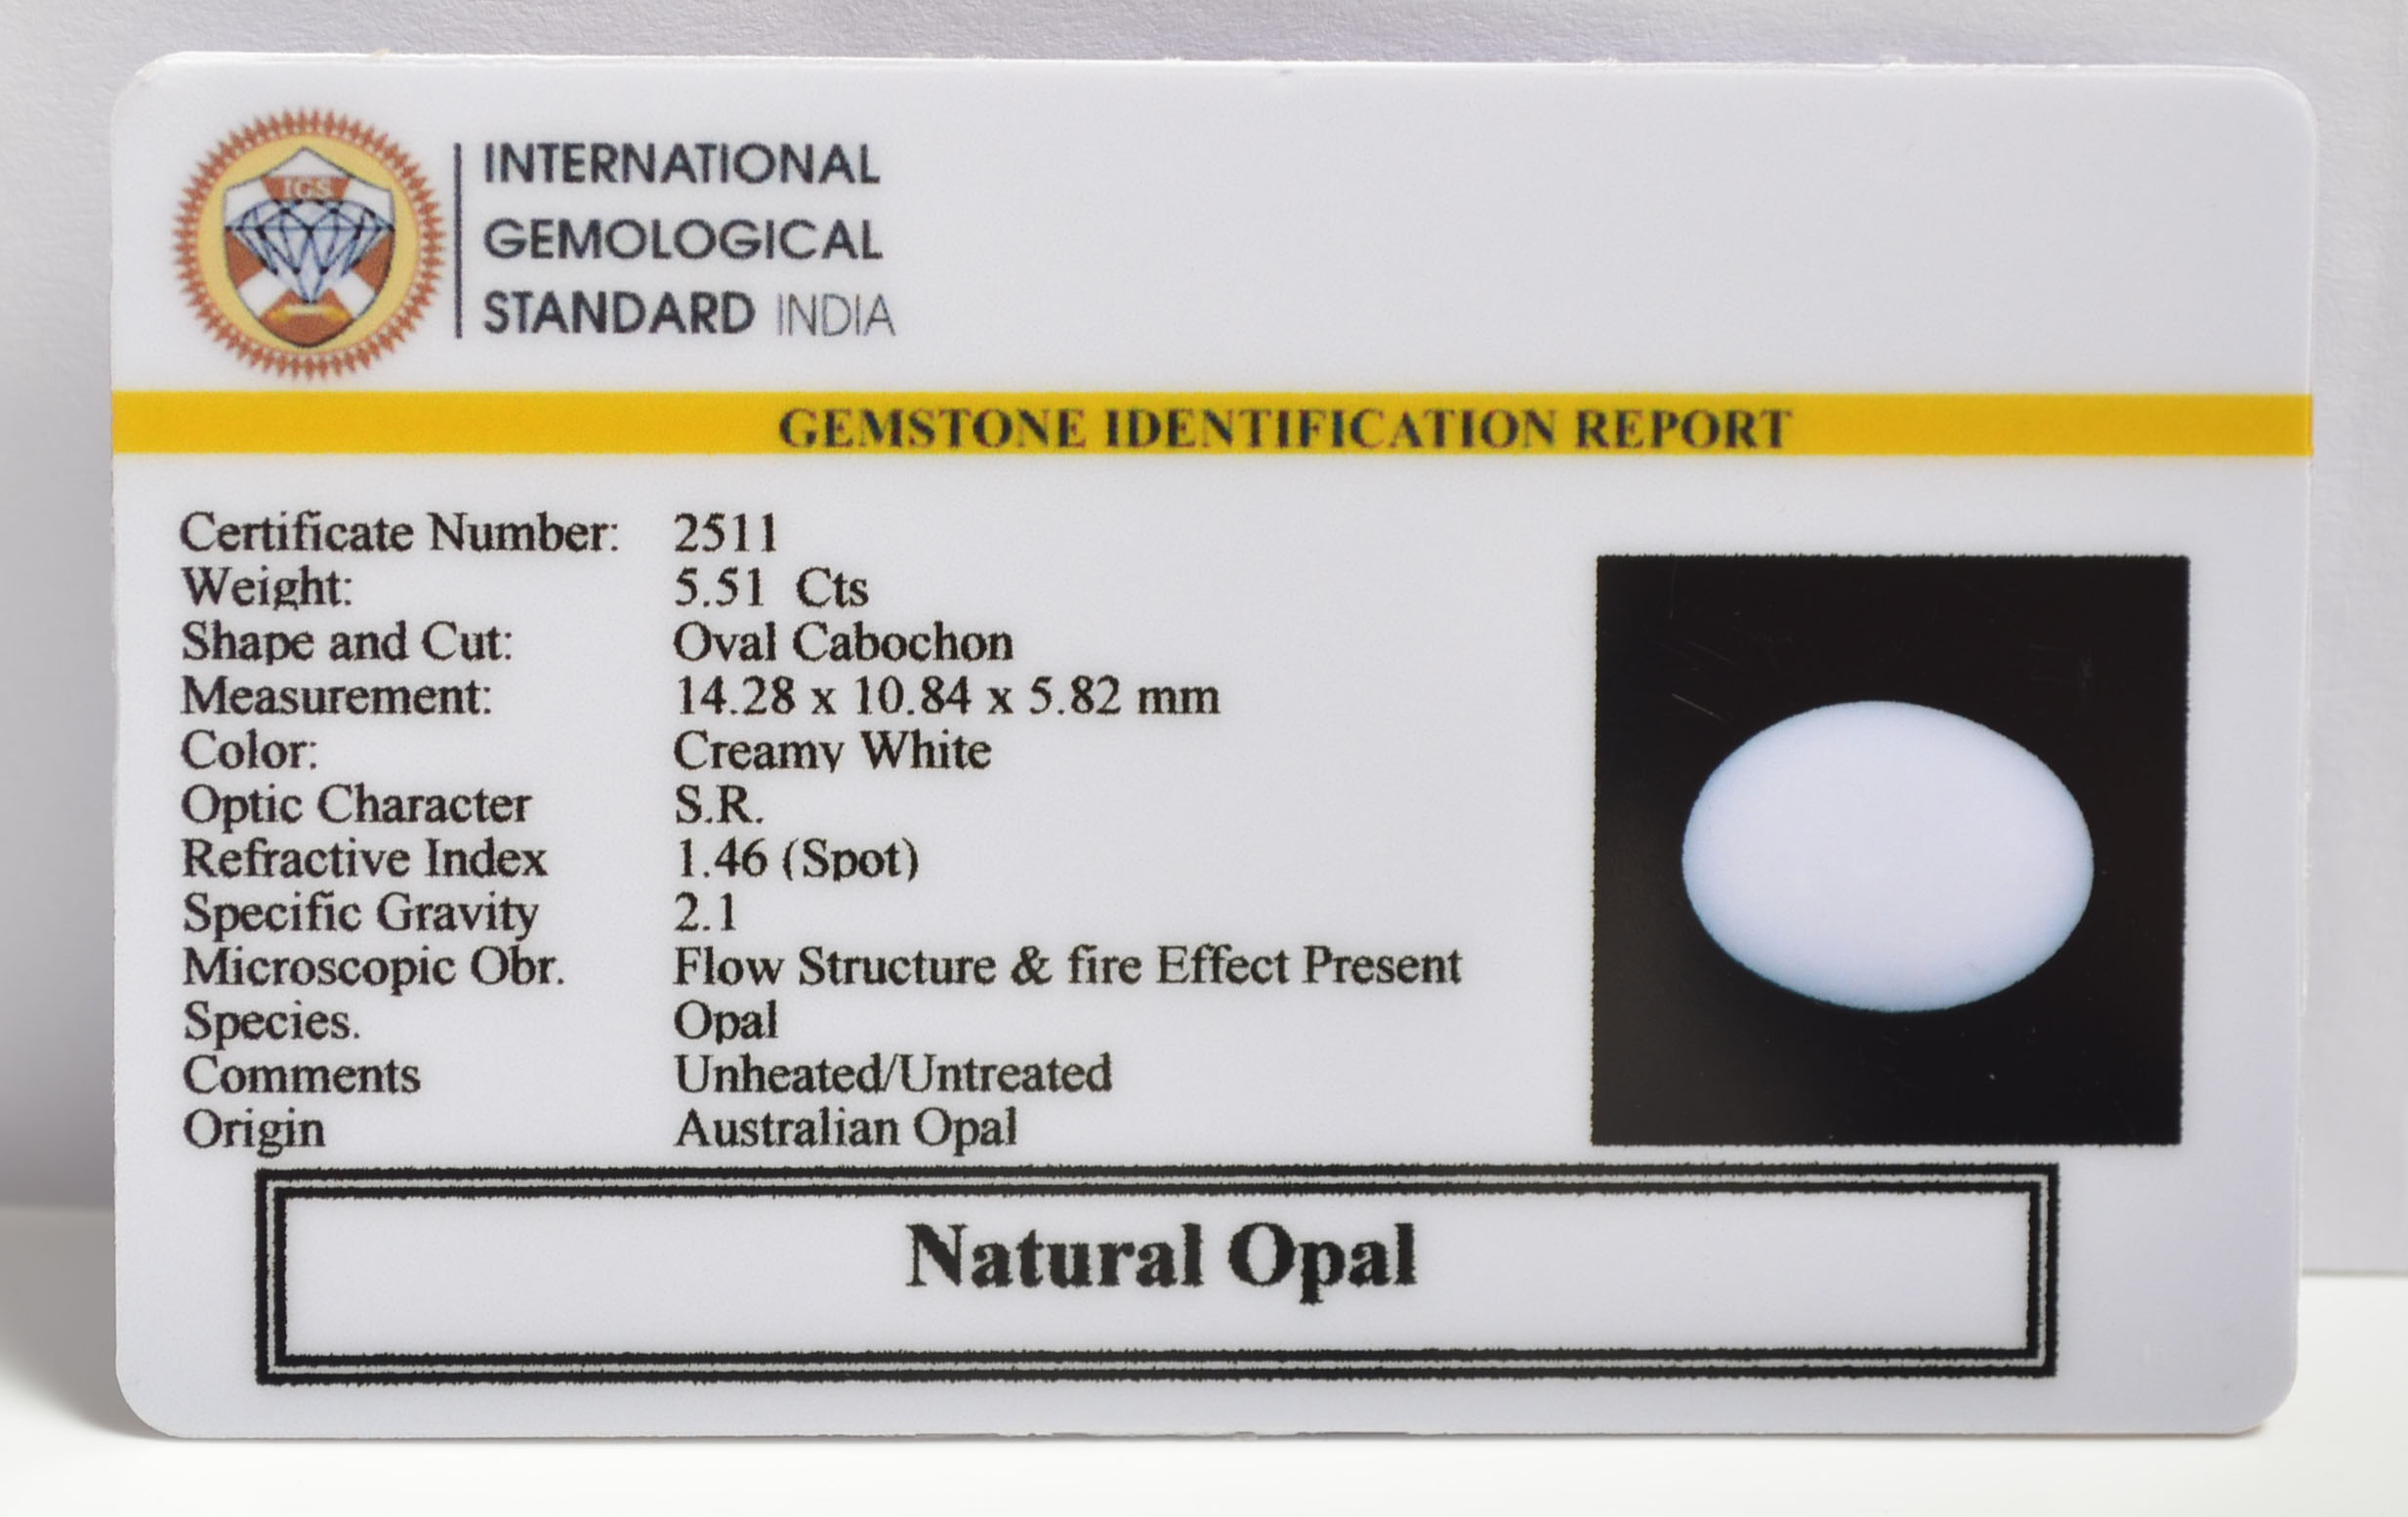 IGS
INTERNATIONAL
GEMOLOGICAL
STANDARD INDIA
GEMSTONE IDENTIFICATION REPORT
Certificate Number: 2511
Weight: 5.51 Cts
Shape and Cut: Oval Cabochon
Measurement: 14.28 x 10.84 x 5.82 mm
Color: Creamy White
Optic Character S.R.
Refractive Index 1.46 (Spot)
Specific Gravity 2.1
Microscopic Obr. Flow Structure & fire Effect Present
Species. Opal
Comments Unheated/Untreated
Origin Australian Opal
Natural Opal